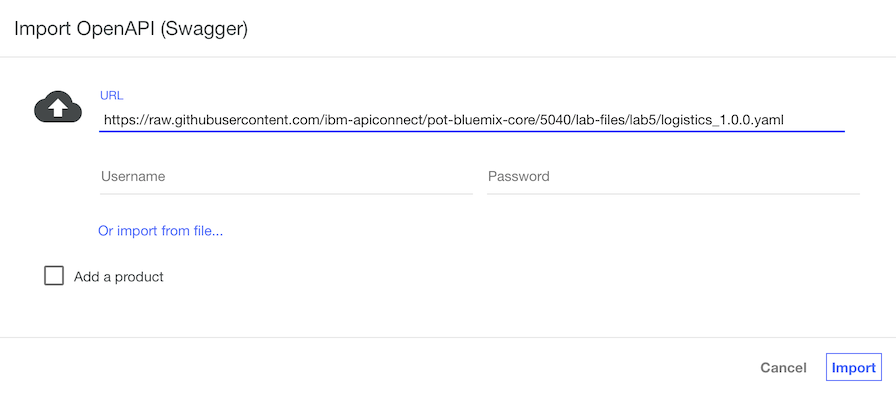 Import OpenAPI (Swagger)
URL
https://raw.githubusercontent.com/ibm-apiconnect/pot-bluemix-core/5040/lab-files/lab5/logistics_1.0.0.yaml
Username Password
Or import from file...
Add a product
Cancel Import